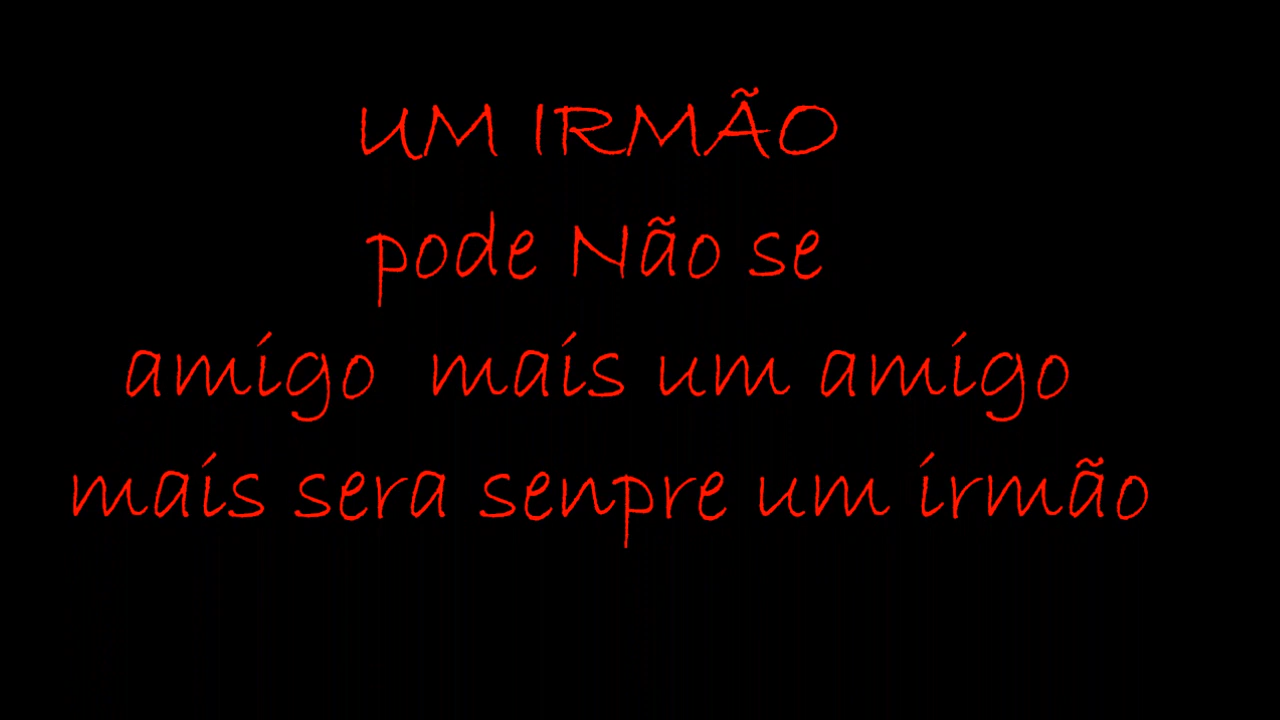 UM IRMÃO
pode Não se
amigo mais um amigo
mais sera senpre um irmão